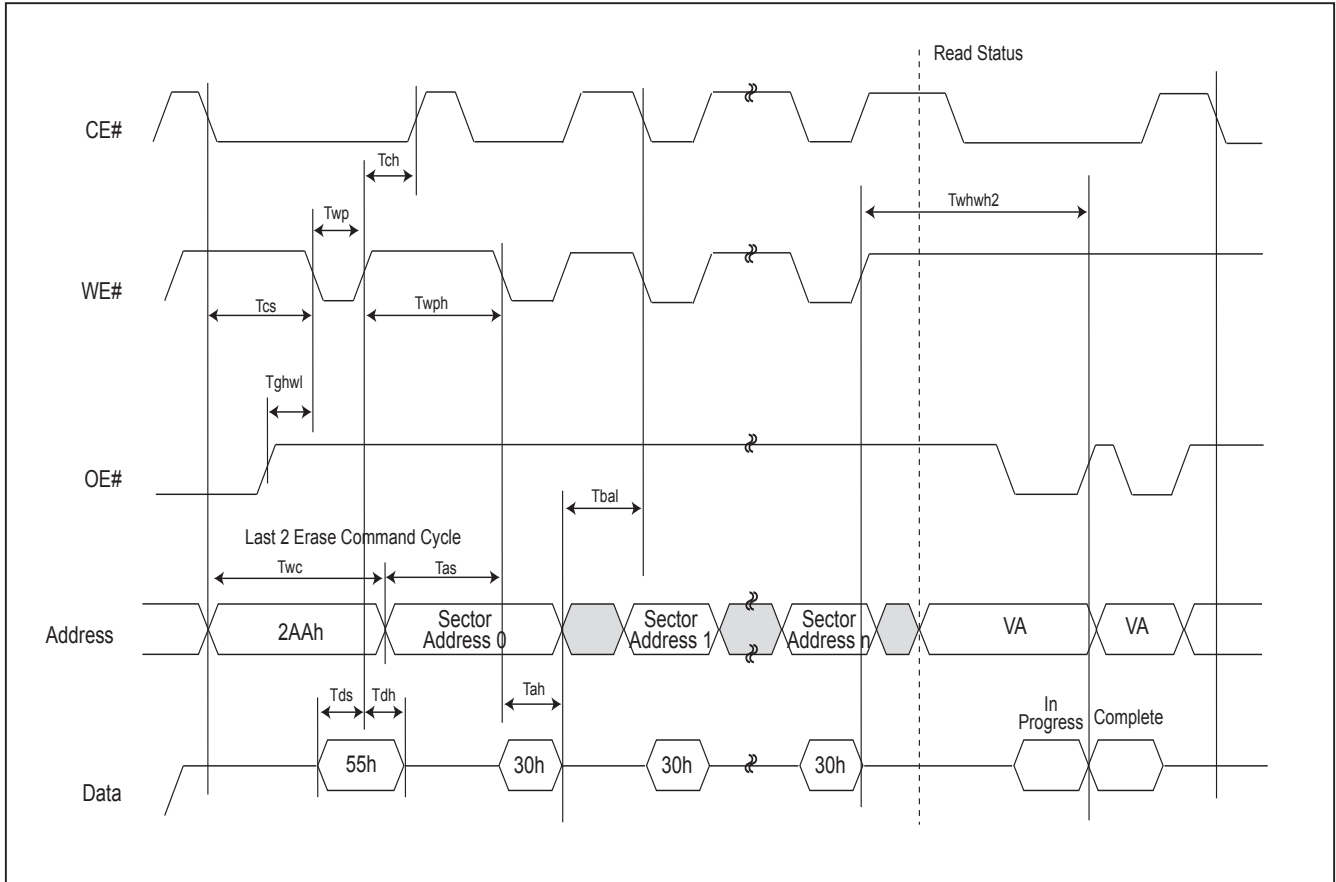 Read Status
CE#
Tch
Twhwh2
Twp
WE#
Tcs
Twph
Tghwl
OE#
Tbal
Last 2 Erase Command Cycle
Twc
Tas
Address
2AAh
Sector
Address 0
Sector
Address 1
Sector
Address n
VA
VA
Tds
Tdh
Tah
In
Progress
Complete
Data
55h
30h
30h
30h